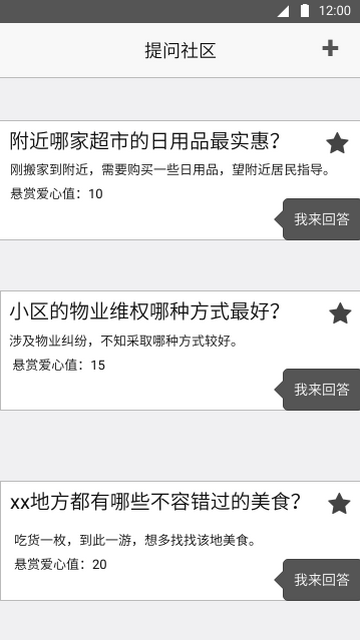 12:00
提问社区
附近哪家超市的日用品最实惠？
刚搬家到附近，需要购买一些日用品，望附近居民指导。
悬赏爱心值：10
我来回答
小区的物业维权哪种方式最好？
涉及物业纠纷，不知采取哪种方式较好。
悬赏爱心值：15
我来回答
xx地方都有哪些不容错过的美食？
吃货一枚，到此一游，想多找找该地美食。
悬赏爱心值：20
我来回答